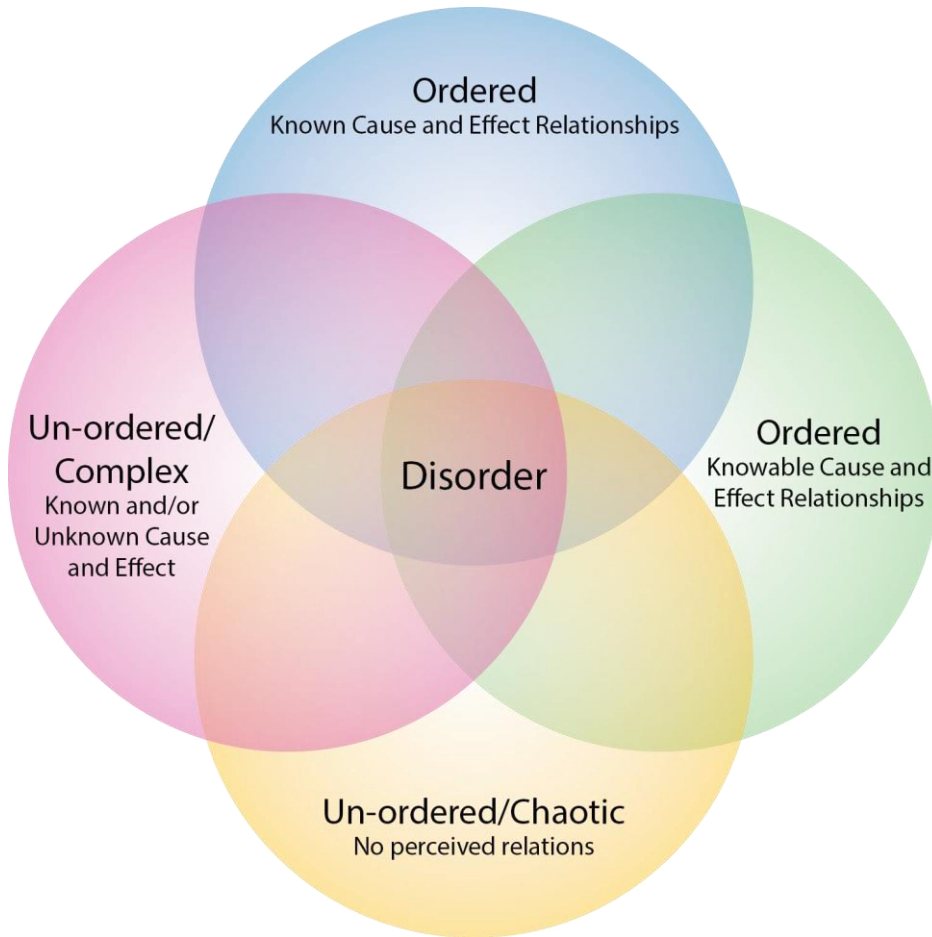 Ordered
Known Cause and Effect Relationships
Un-ordered/
Complex
Known and/or
Unknown Cause
and Effect
Disorder
Ordered
Knowable Cause and
Effect Relationships
Un-ordered/Chaotic
No perceived relations